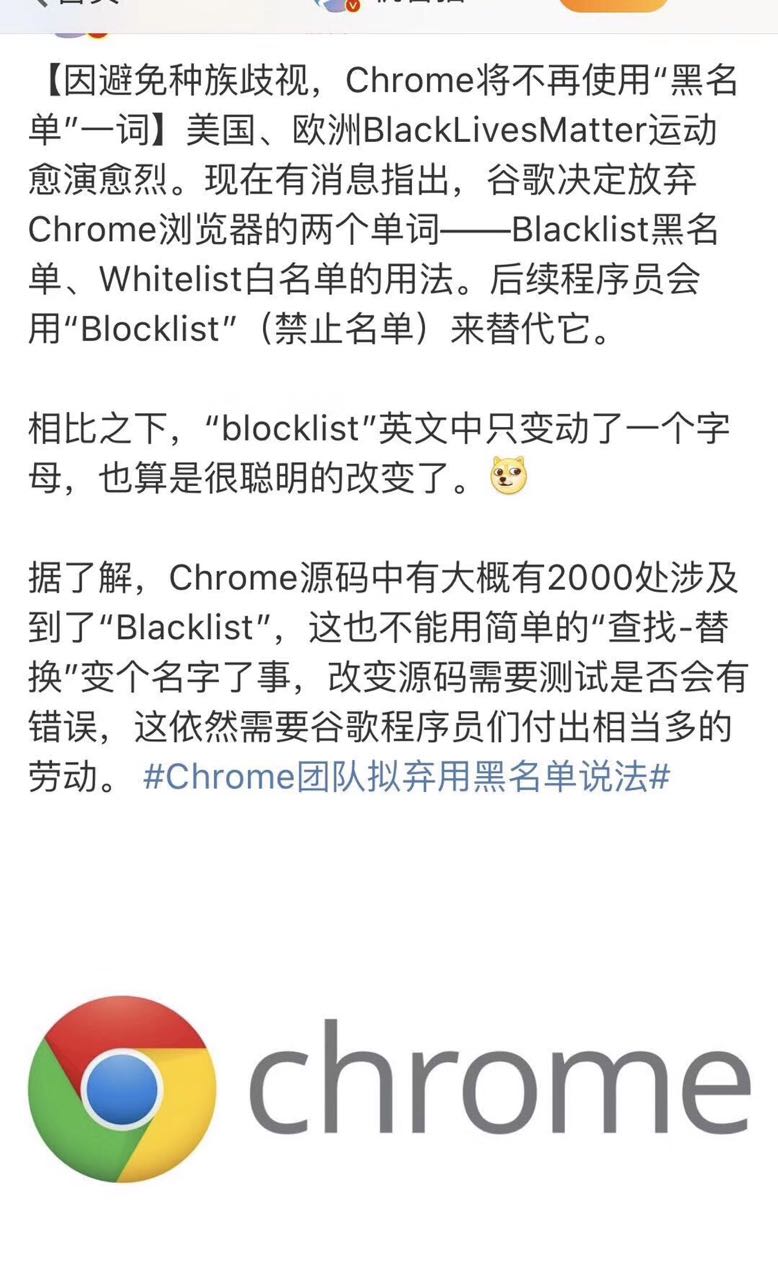 【因避免种族歧视，Chrome将不再使用“黑名
单”一词】美国、欧洲BlackLivesMatter运动
愈演愈烈。现在有消息指出，谷歌决定放弃
Chrome浏览器的两个单词——Blacklist黑名
单、Whitelist白名单的用法。后续程序员会
用“Blocklist”（禁止名单）来替代它。
相比之下，“blocklist”英文中只变动了一个字
母，也算是很聪明的改变了。
据了解，Chrome源码中有大概有2000处涉及
到了“Blacklist”，这也不能用简单的“查找-替
换”变个名字了事，改变源码需要测试是否会有
错误，这依然需要谷歌程序员们付出相当多的
劳动。 #Chrome团队拟弃用黑名单说法#
chrome